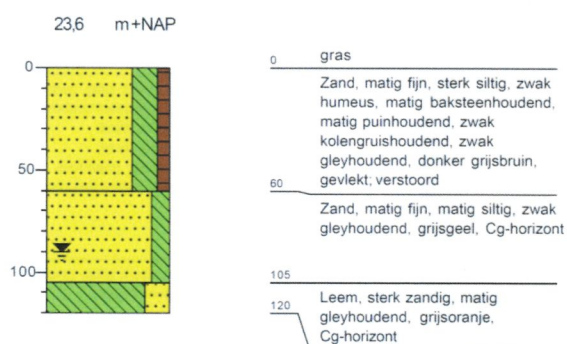 23,6 m+NAP
0
50
100
0 gras
Zand, matig fijn, sterk siltig, zwak
humeus, matig baksteenhoudend,
matig puinhoudend, zwak
kolengruishoudend, zwak
gleyhoudend, donker grijsbruin,
gevlekt; verstoord
60
Zand, matig fijn, matig siltig, zwak
gleyhoudend, grijsgeel, Cg-horizont
105
120
Leem, sterk zandig, matig
gleyhoudend, grijsoranje,
Cg-horizont